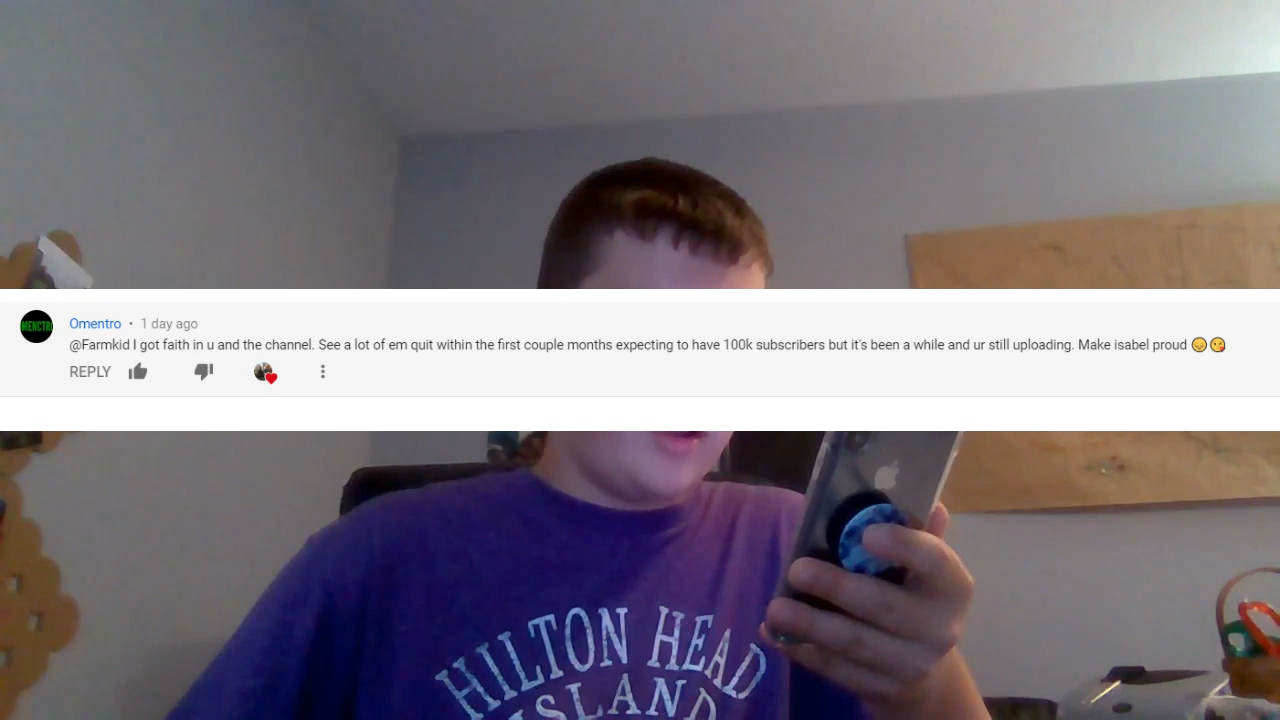 Omentro • 1 day ago
@Farmkid I got faith in u and the channel. See a lot of em quit within the first couple months expecting to have 100k subscribers but it's been a while and ur still uploading. Make isabel proud 😞😋
REPLY
HILTON HEAD
ISLAND